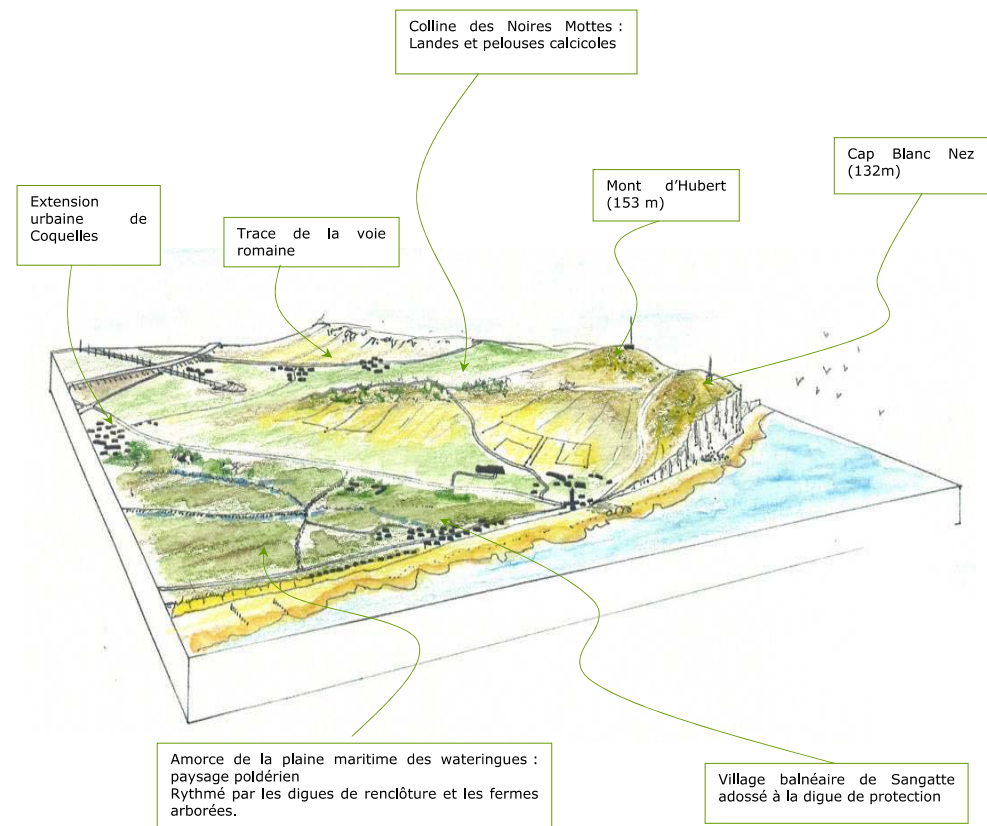 Colline des Noires Mottes :
Landes et pelouses calcicoles
Cap Blanc Nez
(132m)
Mont d'Hubert
(153 m)
Extension
urbaine de
Coquelles
Trace de la voie
romaine
Amorce de la plaine maritime des wateringues :
paysage poldérien
Rythmé par les digues de renclôture et les fermes
arborées.
Village balnéaire de Sangatte
adossé à la digue de protection